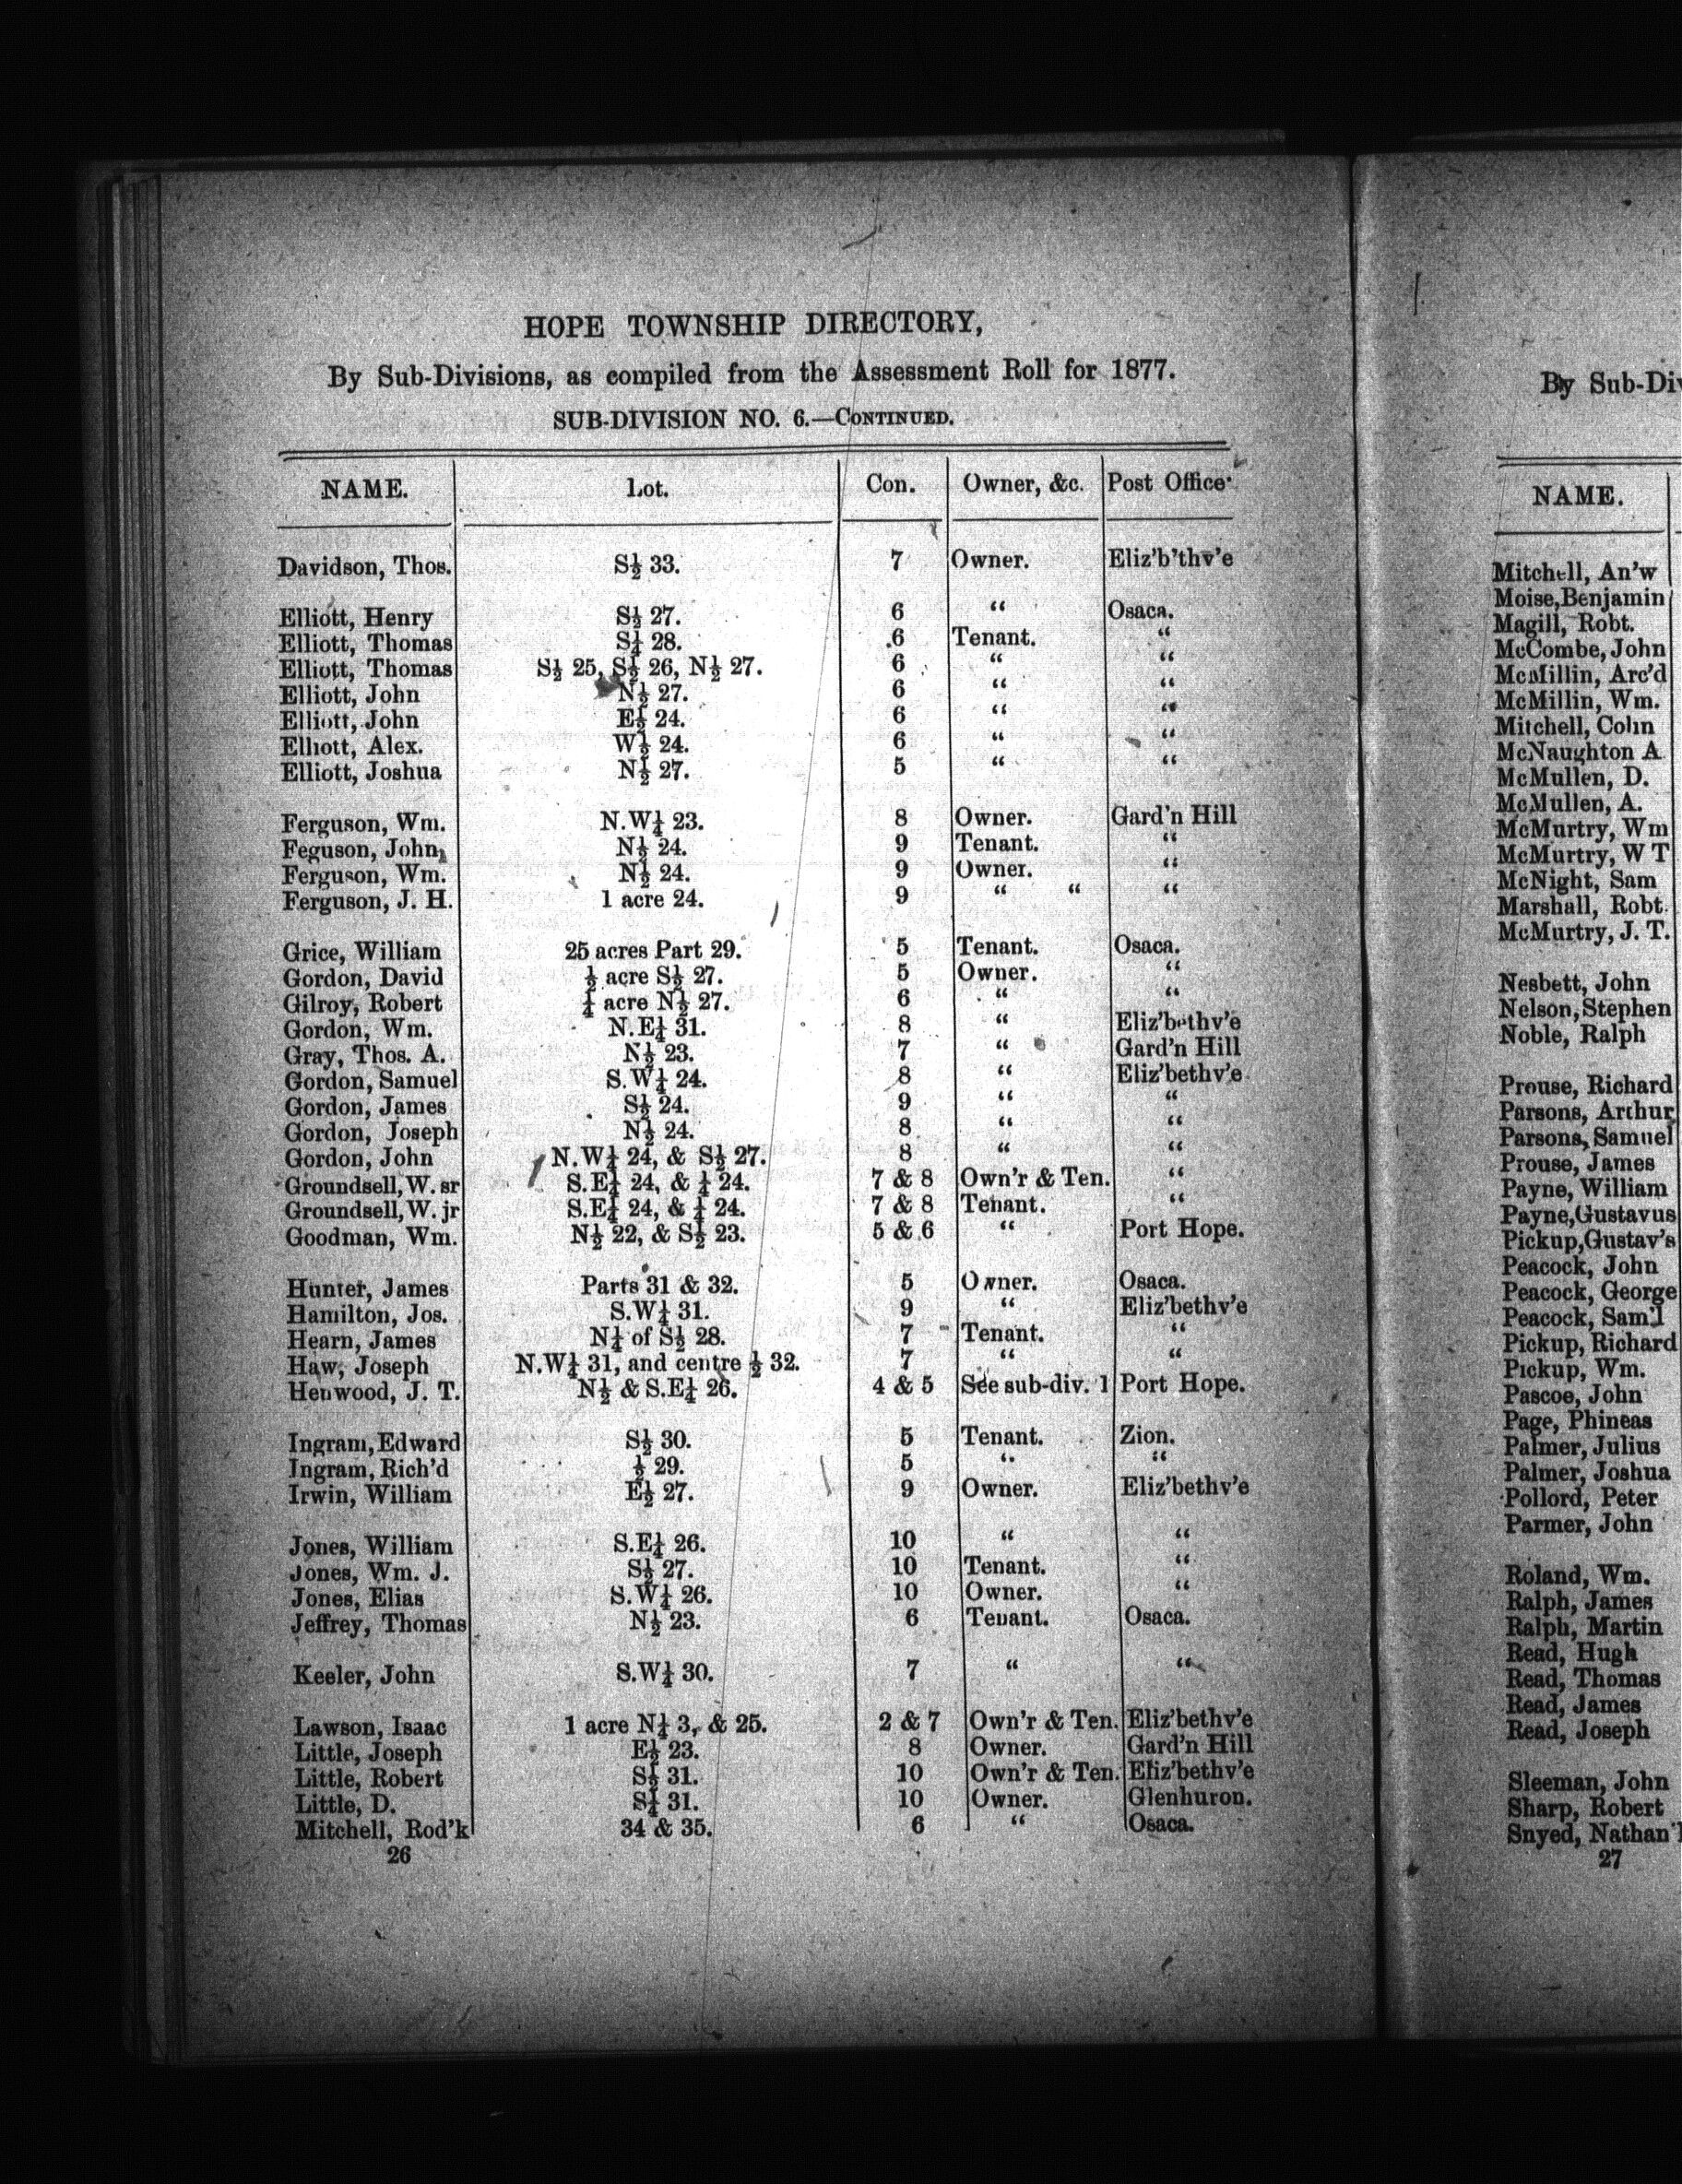 HOPE TOWNSHIP DIRECTORY,
By Sub-Divisions, as compiled from the Assessment Roll for 1877.
SUB-DIVISION NO. 6.—CONTINUED.
NAME. Lot. Con. Owner, &c. Post Office
Davidson, Thos. S½ 33. 7 Owner. Eliz'b'thv'e
Elliott, Henry S½ 27. 6 “ Osaca.
Elliott, Thomas S¼ 28. 6 Tenant. “
Elliott, Thomas S½ 25, S½ 26, N½ 27. 6 “ “
Elliott, John N½ 27. 6 “ “
Elliott, John E½ 24. 6 “ “
Elliott, Alex. W½ 24. 6 “ “
Elliott, Joshua N½ 27. 5 “ “
Ferguson, Wm. N.W¼ 23. 8 Owner. Gard'n Hill
Feguson, John N½ 24. 9 Tenant. “
Ferguson, Wm. N½ 24. 9 Owner. “
Ferguson, J. H. 1 acre 24. 9 “ “ “
Grice, William 25 acres Part 29. 5 Tenant. Osaca.
Gordon, David ½ acre S½ 27. 5 Owner. “
Gilroy, Robert ¼ acre N½ 27. 6 “ “
Gordon, Wm. N.E¼ 31. 8 “ Eliz'bethv'e
Gray, Thos. A. N½ 23. 7 “ Gard'n Hill
Gordon, Samuel S.W¼ 24. 8 “ Eliz'bethv'e
Gordon, James S½ 24. 9 “ “
Gordon, Joseph N½ 24. 8 “ “
Gordon, John N.W¼ 24, & S½ 27. 8 “ “
Groundsell, W. sr S.E¼ 24, & ¼ 24. 7 & 8 Own'r & Ten. “
Groundsell, W. jr S.E¼ 24, & ¼ 24. 7 & 8 Tenant. “
Goodman, Wm. N½ 22, & S½ 23. 5 & 6 “ Port Hope.
Hunter, James Parts 31 & 32. 5 Owner. Osaca.
Hamilton, Jos. S.W¼ 31. 9 “ Eliz'bethv'e
Hearn, James N¼ of S½ 28. 7 Tenant. “
Haw, Joseph N.W¼ 31, and centre ½ 32. 7 “ “
Henwood, J. T. N½ & S.E¼ 26. 4 & 5 See sub-div. 1 Port Hope.
Ingram, Edward S½ 30. 5 Tenant. Zion.
Ingram, Rich'd ½ 29. 5 “ “
Irwin, William E½ 27. 9 Owner. Eliz'bethv'e
Jones, William S.E¼ 26. 10 “ “
Jones, Wm. J. S½ 27. 10 Tenant. “
Jones, Elias S.W¼ 26. 10 Owner. “
Jeffrey, Thomas N½ 23. 6 Tenant. Osaca.
Keeler, John S.W¼ 30. 7 “ “
Lawson, Isaac 1 acre N¼ 3, & 25. 2 & 7 Own'r & Ten. Eliz'bethv'e
Little, Joseph E½ 23. 8 Owner. Gard'n Hill
Little, Robert S½ 31. 10 Own'r & Ten. Eliz'bethv'e
Little, D. S¼ 31. 10 Owner. Glenhuron.
Mitchell, Rod'k 34 & 35. 6 “ Osaca.
26
By Sub-Div
NAME.
Mitchell, An'w
Moise, Benjamin
Magill, Robt.
McCombe, John
McMillin, Arc'd
McMillin, Wm.
Mitchell, Colin
McNaughton A
McMullen, D.
McMullen, A.
McMurtry, Wm
McMurtry, W T
McNight, Sam
Marshall, Robt.
McMurtry, J. T.
Nesbett, John
Nelson, Stephen
Noble, Ralph
Prouse, Richard
Parsons, Arthur
Parsons, Samuel
Prouse, James
Payne, William
Payne, Gustavus
Pickup, Gustav's
Peacock, John
Peacock, George
Peacock, Sam'l
Pickup, Richard
Pickup, Wm.
Pascoe, John
Page, Phineas
Palmer, Julius
Palmer, Joshua
Pollord, Peter
Parmer, John
Roland, Wm.
Ralph, James
Ralph, Martin
Read, Hugh
Read, Thomas
Read, James
Read, Joseph
Sleeman, John
Sharp, Robert
Snyed, Nathan'l
27